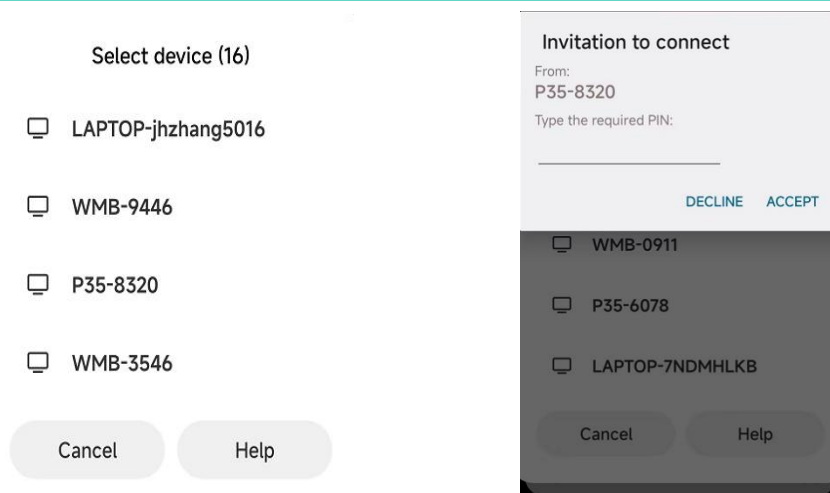 Select device (16)
LAPTOP-jhzhang5016
WMB-9446
P35-8320
WMB-3546
Cancel
Help
Invitation to connect
From:
P35-8320
Type the required PIN:
DECLINE
ACCEPT
WMB-0911
P35-6078
LAPTOP-7NDMHLKB
Cancel
Help